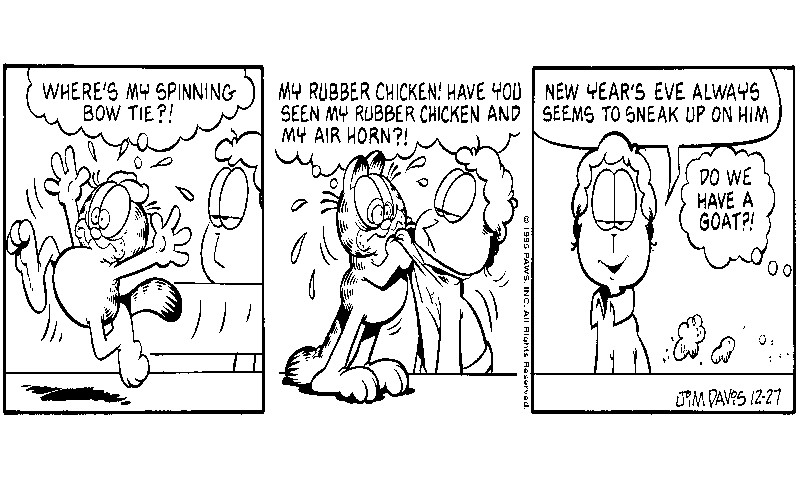 WHERE'S MY SPINNING
BOW TIE?!
MY RUBBER CHICKEN! HAVE YOU
SEEN MY RUBBER CHICKEN AND
MY AIR HORN?!
© 1995 PAWS, INC. All Rights Reserved.
NEW YEAR'S EVE ALWAYS
SEEMS TO SNEAK UP ON HIM
DO WE
HAVE A
GOAT?!
JIM DAVIS 12-27